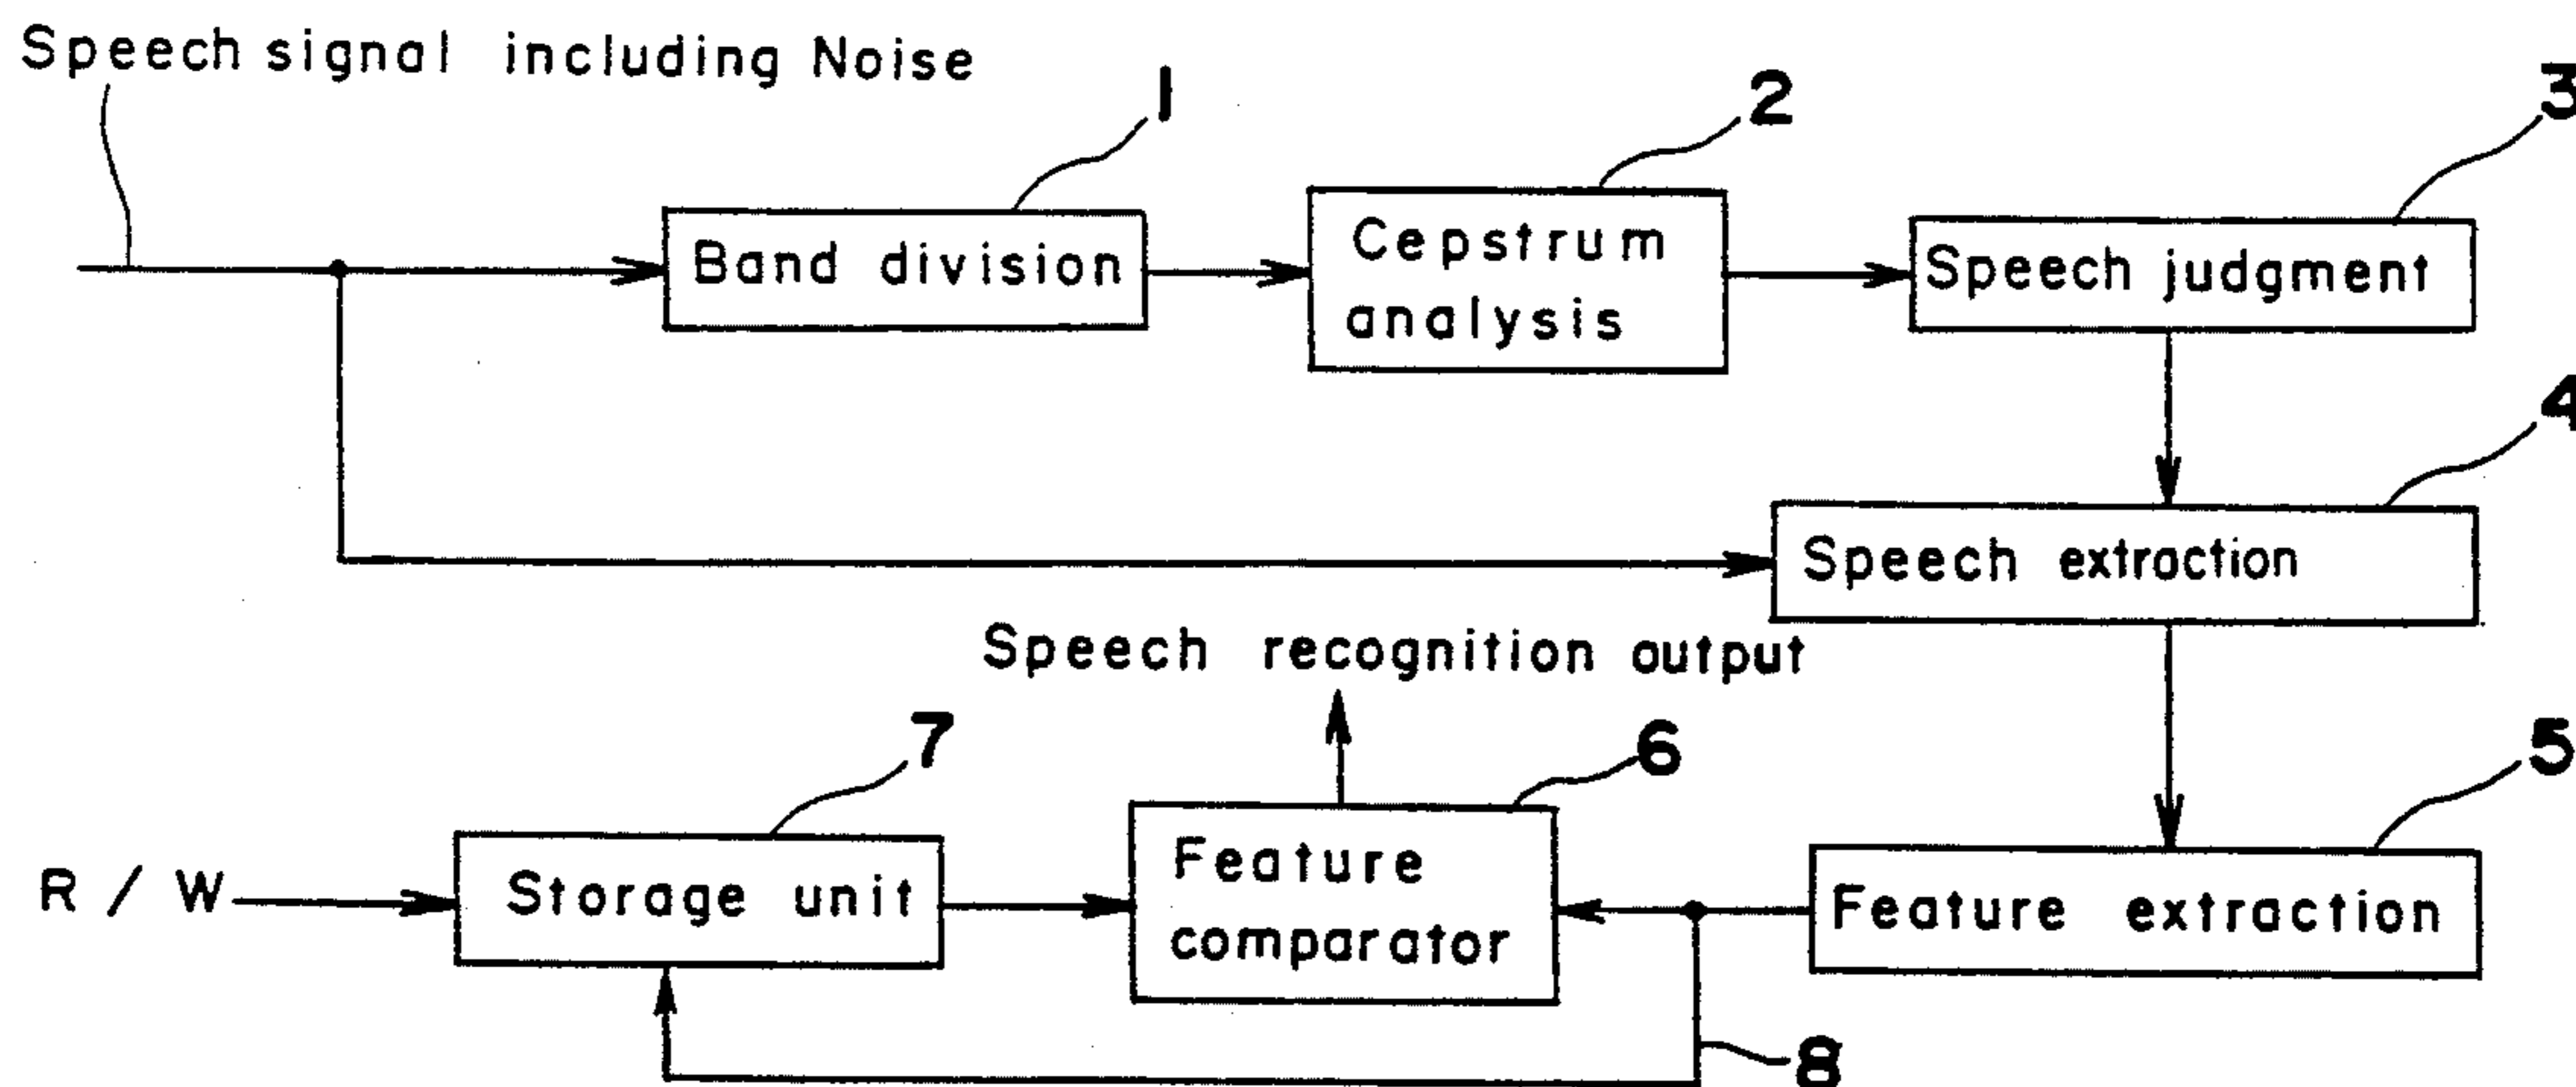 Speech signal including Noise
1
2
3
Band division
Cepstrum
analysis
Speech judgment
4
Speech extraction
Speech recognition output
7
6
5
R / W
Storage unit
Feature
comparator
Feature extraction
8